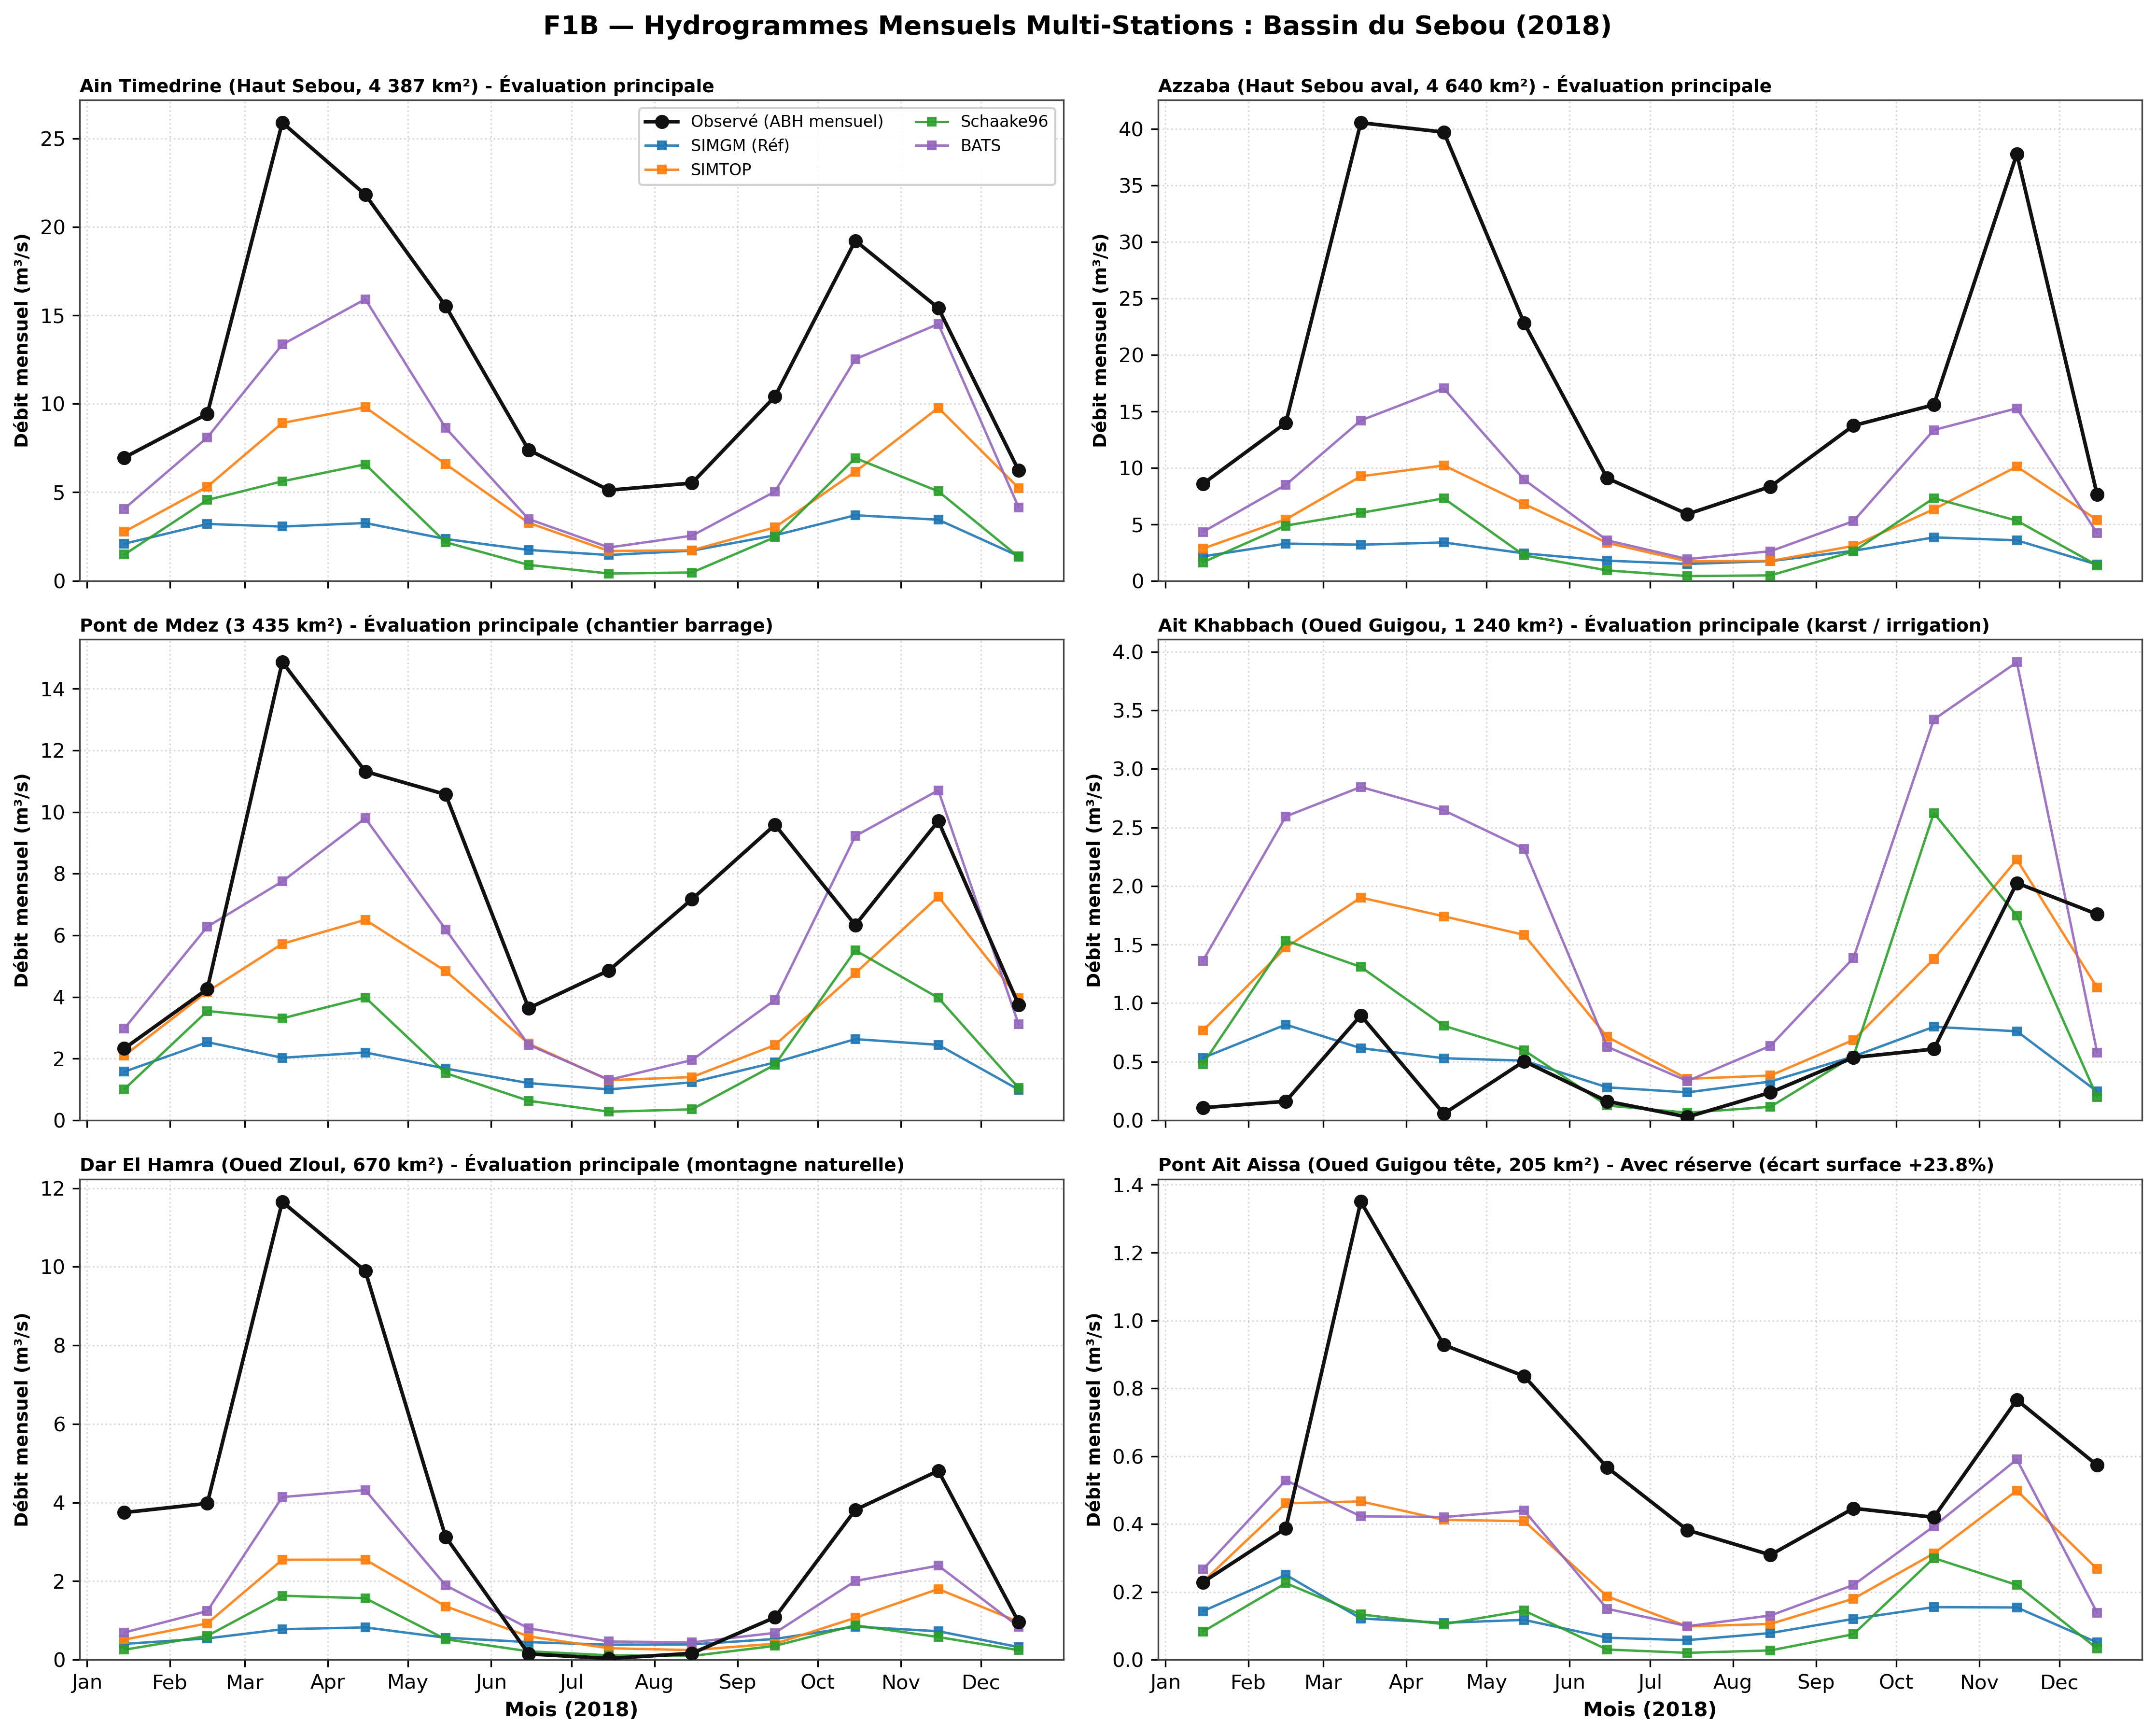 F1B — Hydrogrammes Mensuels Multi-Stations : Bassin du Sebou (2018)
Ain Timedrine (Haut Sebou, 4 387 km²) - Évaluation principale
Débit mensuel (m³/s)
25
20
15
10
5
0
Observé (ABH mensuel)
SIMGM (Réf)
SIMTOP
Schaake96
BATS
Azzaba (Haut Sebou aval, 4 640 km²) - Évaluation principale
Débit mensuel (m³/s)
40
35
30
25
20
15
10
5
0
Pont de Mdez (3 435 km²) - Évaluation principale (chantier barrage)
Débit mensuel (m³/s)
14
12
10
8
6
4
2
0
Ait Khabbach (Oued Guigou, 1 240 km²) - Évaluation principale (karst / irrigation)
Débit mensuel (m³/s)
4.0
3.5
3.0
2.5
2.0
1.5
1.0
0.5
0.0
Dar El Hamra (Oued Zloul, 670 km²) - Évaluation principale (montagne naturelle)
Débit mensuel (m³/s)
12
10
8
6
4
2
0
Jan Feb Mar Apr May Jun Jul Aug Sep Oct Nov Dec
Mois (2018)
Pont Ait Aissa (Oued Guigou tête, 205 km²) - Avec réserve (écart surface +23.8%)
Débit mensuel (m³/s)
1.4
1.2
1.0
0.8
0.6
0.4
0.2
0.0
Jan Feb Mar Apr May Jun Jul Aug Sep Oct Nov Dec
Mois (2018)